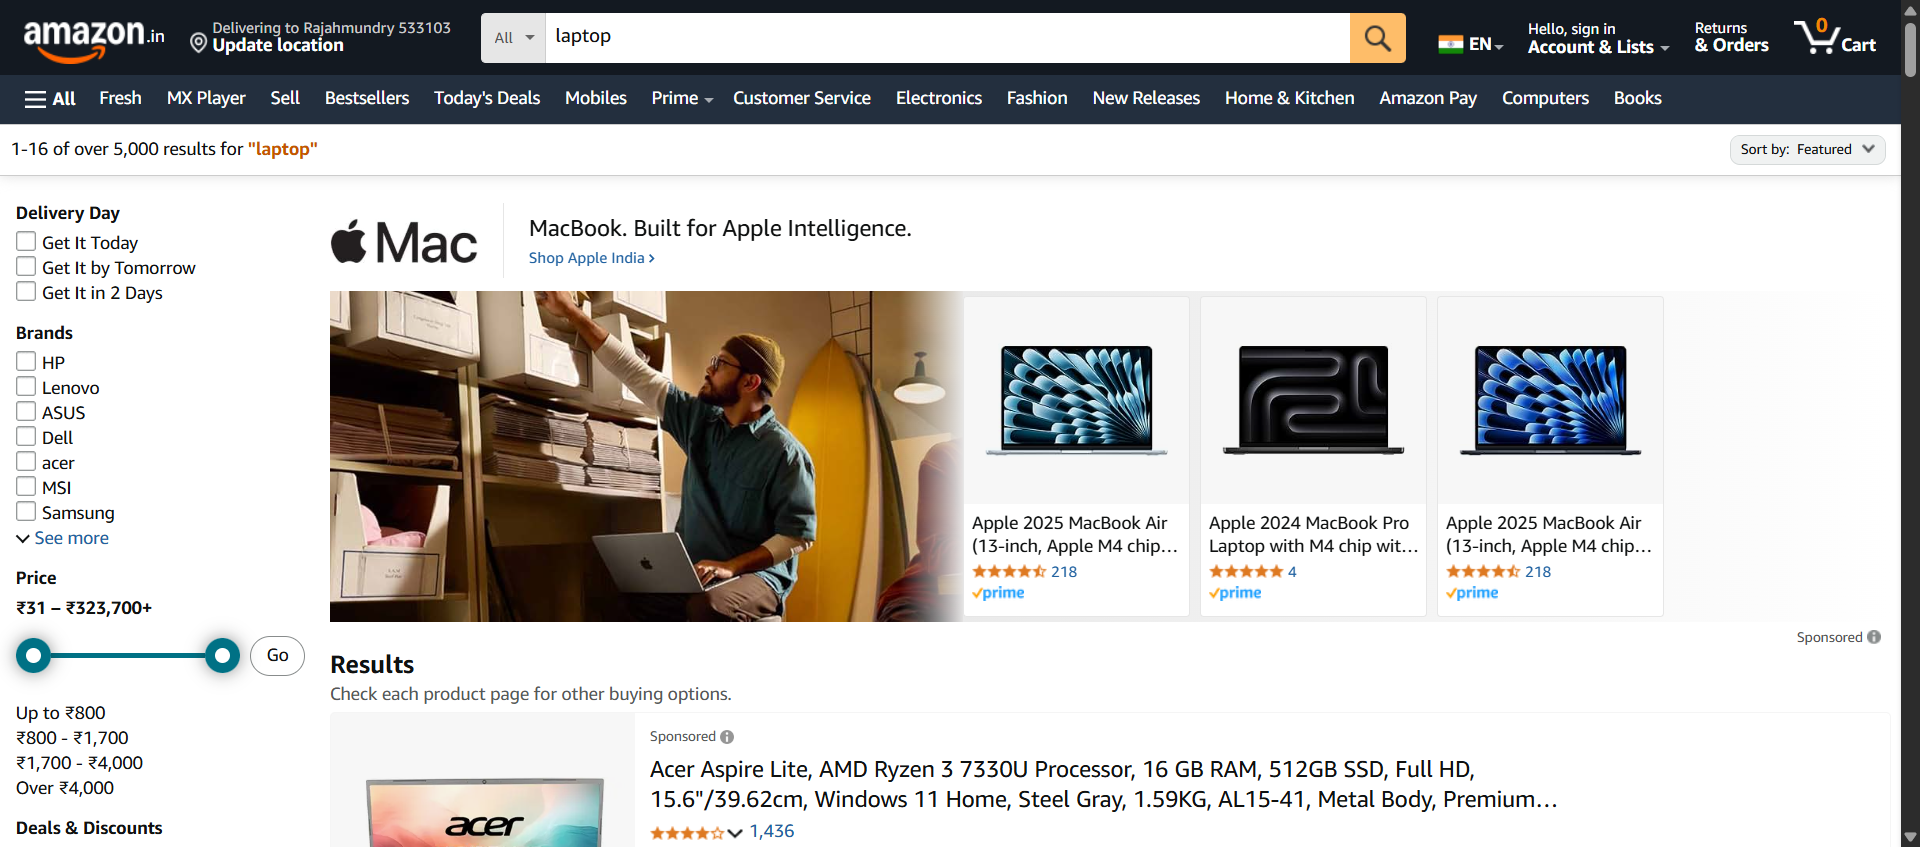 amazon.in
Delivering to Rajahmundry 533103
Update location
All
laptop
EN
Hello, sign in
Account & Lists
Returns
& Orders
0
Cart
All
Fresh
MX Player
Sell
Bestsellers
Today's Deals
Mobiles
Prime
Customer Service
Electronics
Fashion
New Releases
Home & Kitchen
Amazon Pay
Computers
Books
1-16 of over 5,000 results for "laptop"
Sort by: Featured
Delivery Day
Get It Today
Get It by Tomorrow
Get It in 2 Days
Brands
HP
Lenovo
ASUS
Dell
acer
MSI
Samsung
See more
Price
₹31 – ₹323,700+
Go
Up to ₹800
₹800 - ₹1,700
₹1,700 - ₹4,000
Over ₹4,000
Deals & Discounts
Mac
MacBook. Built for Apple Intelligence.
Shop Apple India ›
Apple 2025 MacBook Air
(13-inch, Apple M4 chip...
218
prime
Apple 2024 MacBook Pro
Laptop with M4 chip wit...
4
prime
Apple 2025 MacBook Air
(13-inch, Apple M4 chip...
218
prime
Sponsored
Results
Check each product page for other buying options.
acer
Sponsored
Acer Aspire Lite, AMD Ryzen 3 7330U Processor, 16 GB RAM, 512GB SSD, Full HD,
15.6"/39.62cm, Windows 11 Home, Steel Gray, 1.59KG, AL15-41, Metal Body, Premium...
1,436